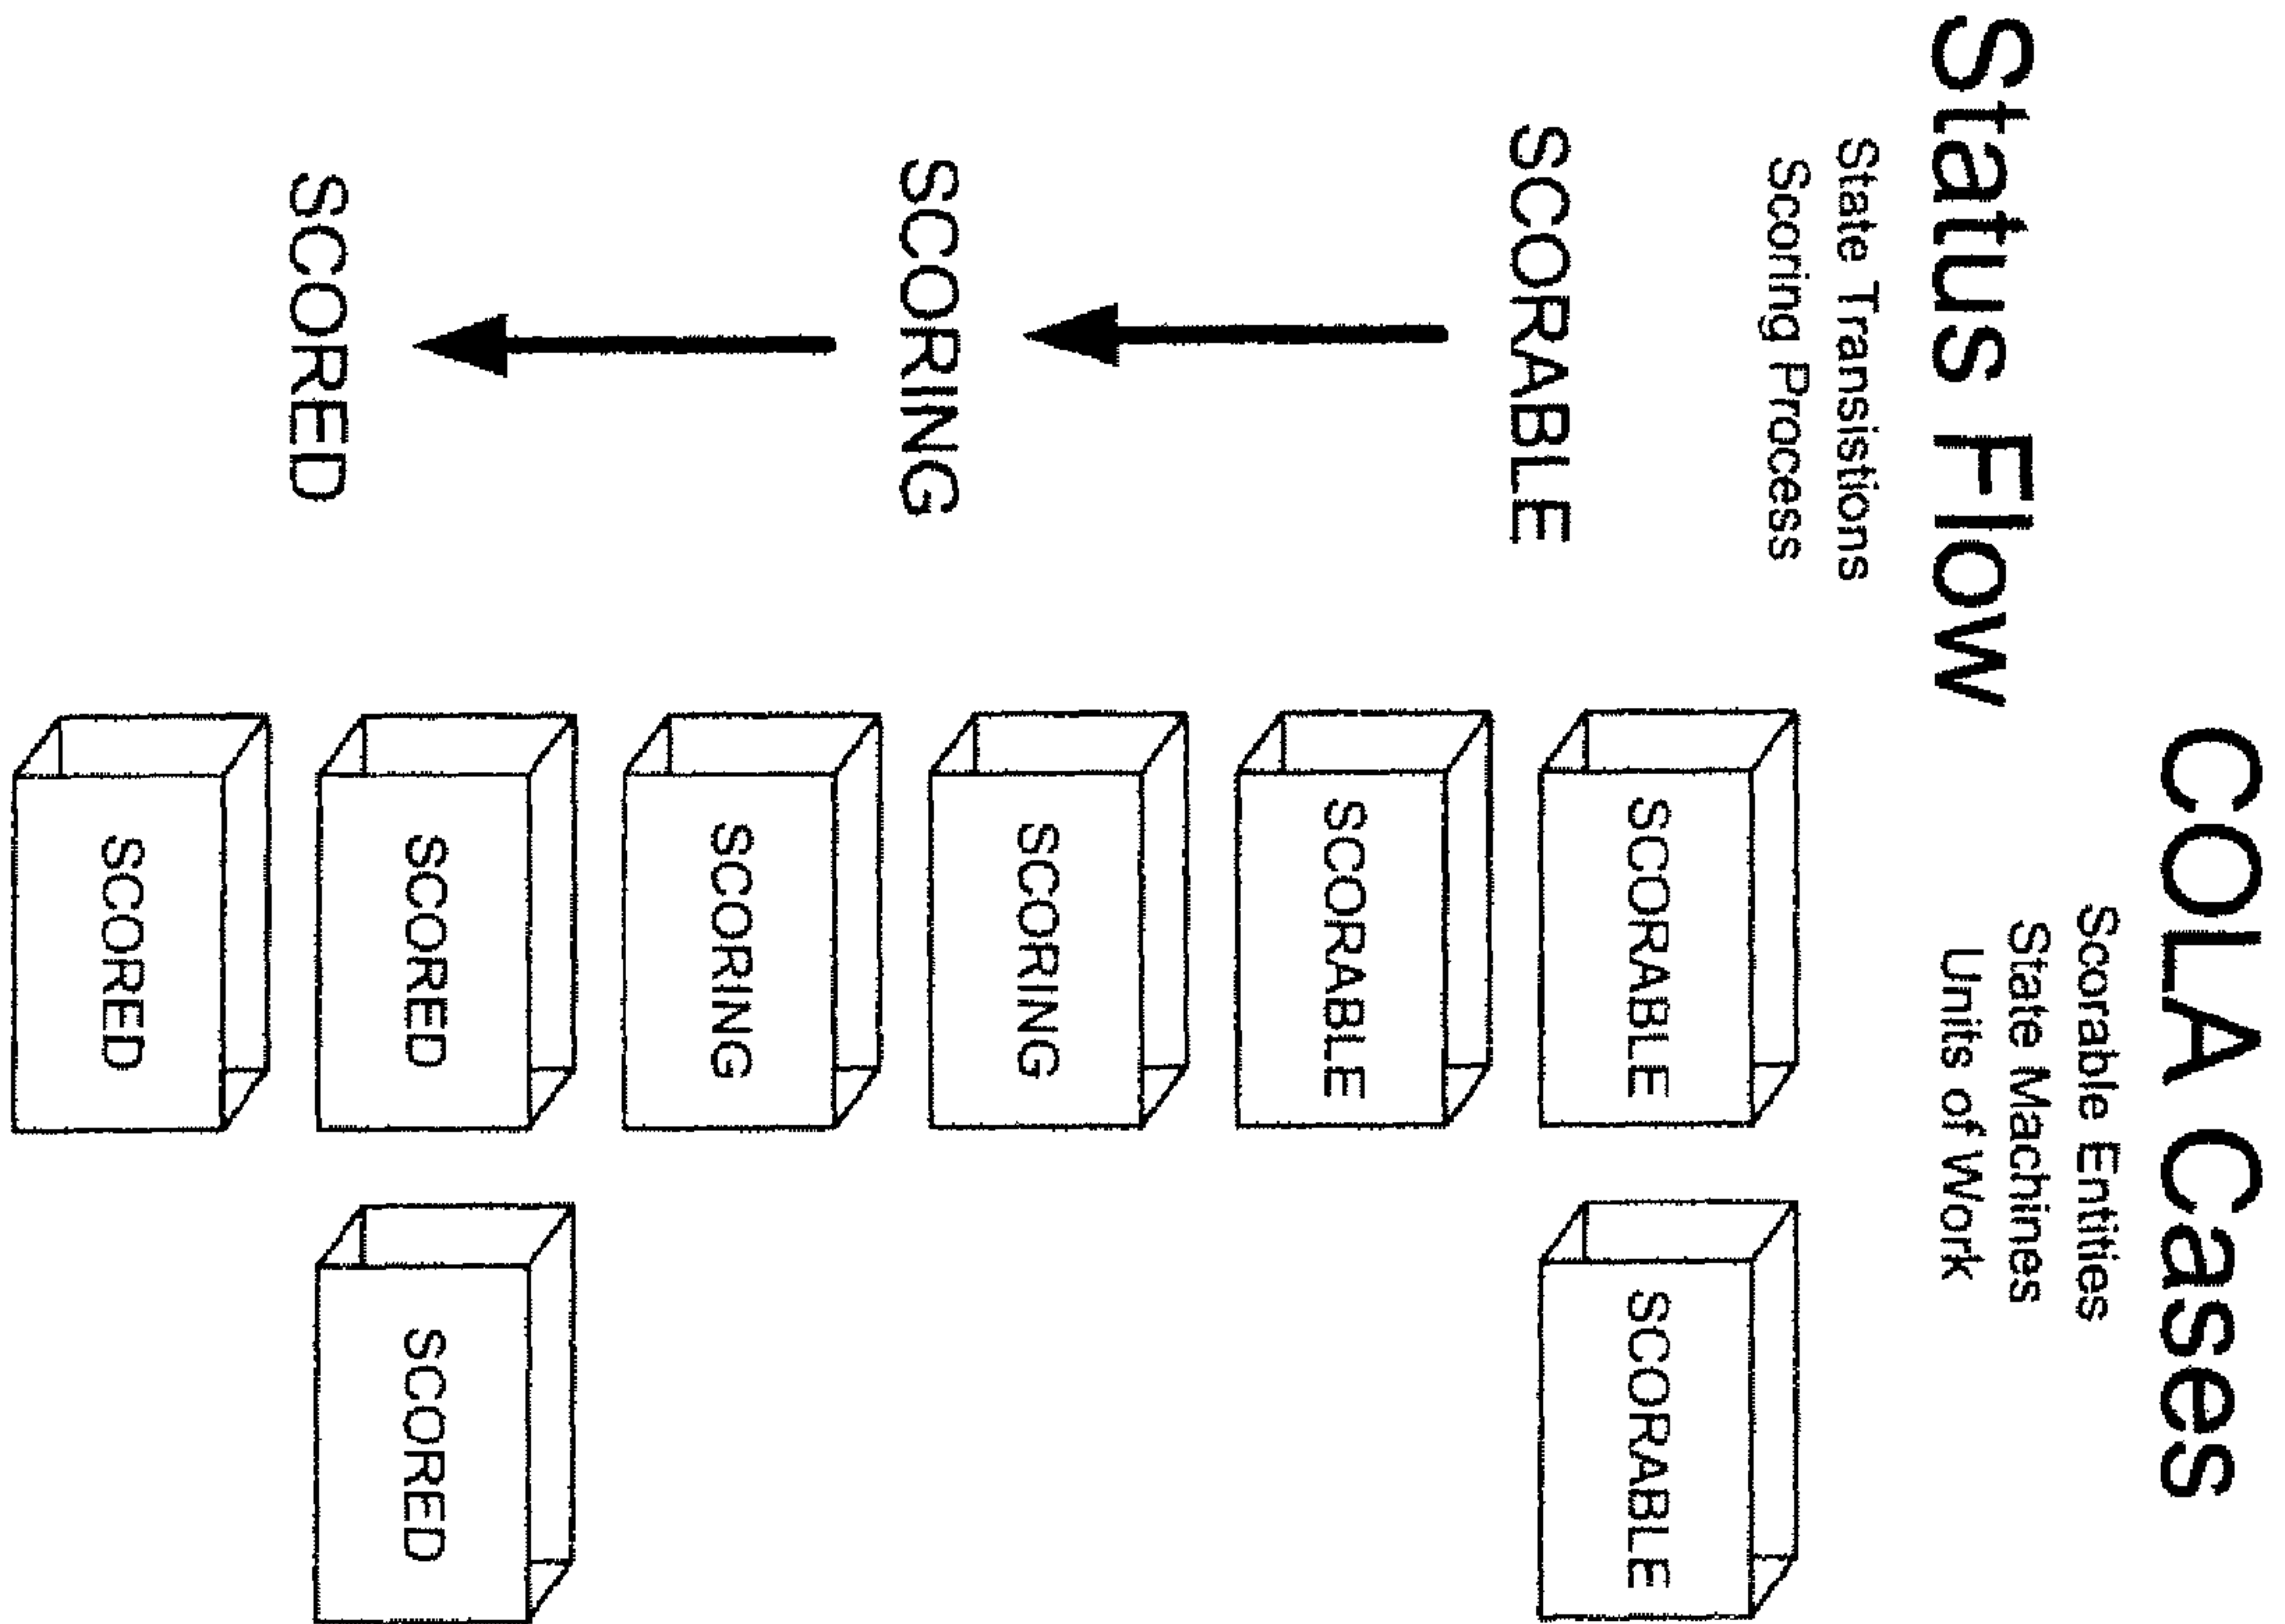 COLA Cases
Scorable Entities
State Machines
Units of Work
Status Flow
State Transistions
Scoring Process
SCORABLE
SCORING
SCORED
SCORABLE
SCORABLE
SCORABLE
SCORING
SCORING
SCORED
SCORED
SCORED